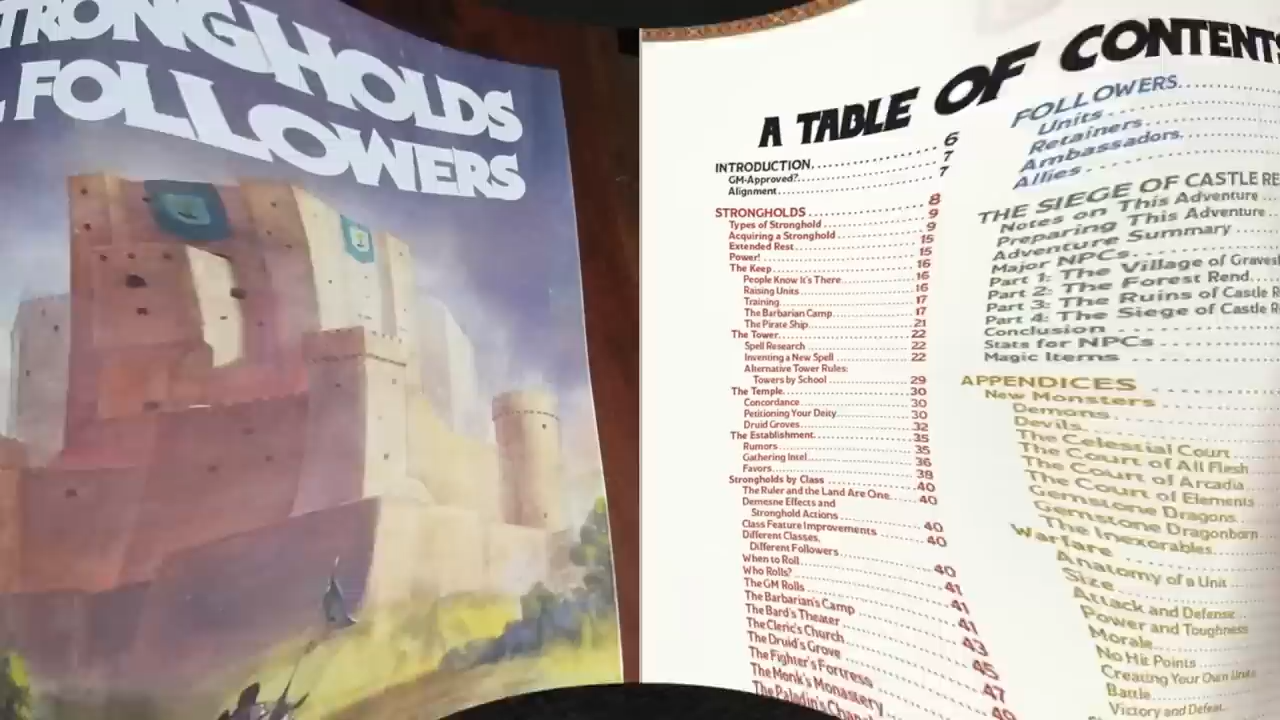 STRONGHOLDS
FOLLOWERS
A TABLE OF CONTENTS
INTRODUCTION 6
GM-Approved? 7
Alignment 7
STRONGHOLDS 8
Types of Stronghold 9
Acquiring a Stronghold 9
Extended Rest 15
Power! 15
The Keep 16
People Know It's There 16
Raising Units 16
Training 17
The Barbarian Camp 17
The Pirate Ship 21
The Tower 22
Spell Research 22
Inventing a New Spell 22
Alternative Tower Rules:
Towers by School 29
The Temple 30
Concordance 30
Petitioning Your Deity 30
Druid Groves 32
The Establishment 35
Rumors 35
Gathering Intel 36
Favors 38
Strongholds by Class 40
The Ruler and the Land Are One 40
Demesne Effects and
Stronghold Actions 40
Class Feature Improvements 40
Different Classes,
Different Followers 40
When to Roll 41
Who Rolls? 41
The GM Rolls 41
The Barbarian's Camp 43
The Bard's Theater 45
The Cleric's Church 47
The Druid's Grove 49
The Fighter's Fortress
The Monk's Monastery
The Paladin's
FOLLOWERS
Units
Retainers
Ambassadors
Allies
THE SIEGE OF CASTLE RE
Notes on This Adventure
Preparing This Adventure
Adventure Summary
Major NPCs
Part 1: The Village of Gravesf
Part 2: The Forest Rend
Part 3: The Ruins of Castle R
Part 4: The Siege of Castle R
Conclusion
Stats for NPCs
Magic Items
APPENDICES
New Monsters
Demons
Devils
The Celestial Court
The Court of All Flesh
The Court of Arcadia
The Court of Elements
Gemstone Dragons
Gemstone Dragonborn
The Inexorables
Warfare
Anatomy of a Unit
Size
Attack and Defense
Power and Toughness
Morale
No Hit Points
Creating Your Own Units
Battle
Victory and Defeat